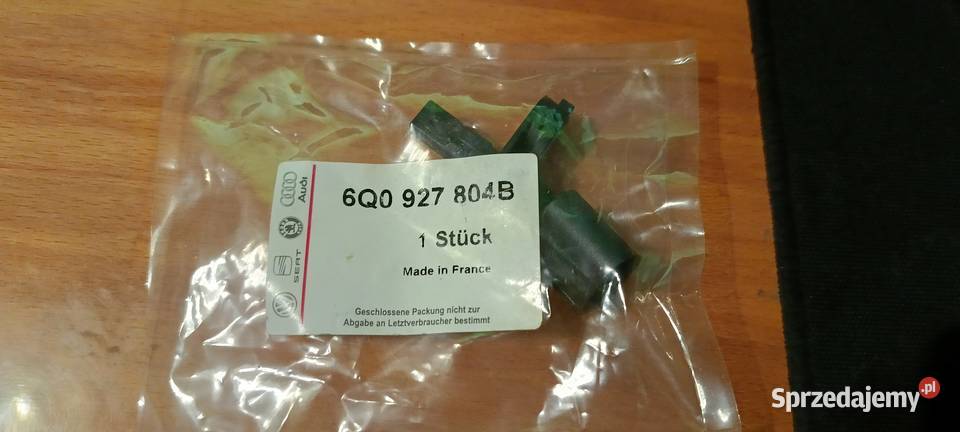 Audi
SEAT
6Q0 927 804B
1 Stück
Made in France
Geschlossene Packung nicht zur
Abgabe an Letztverbraucher bestimmt
Sprzedajemy.pl